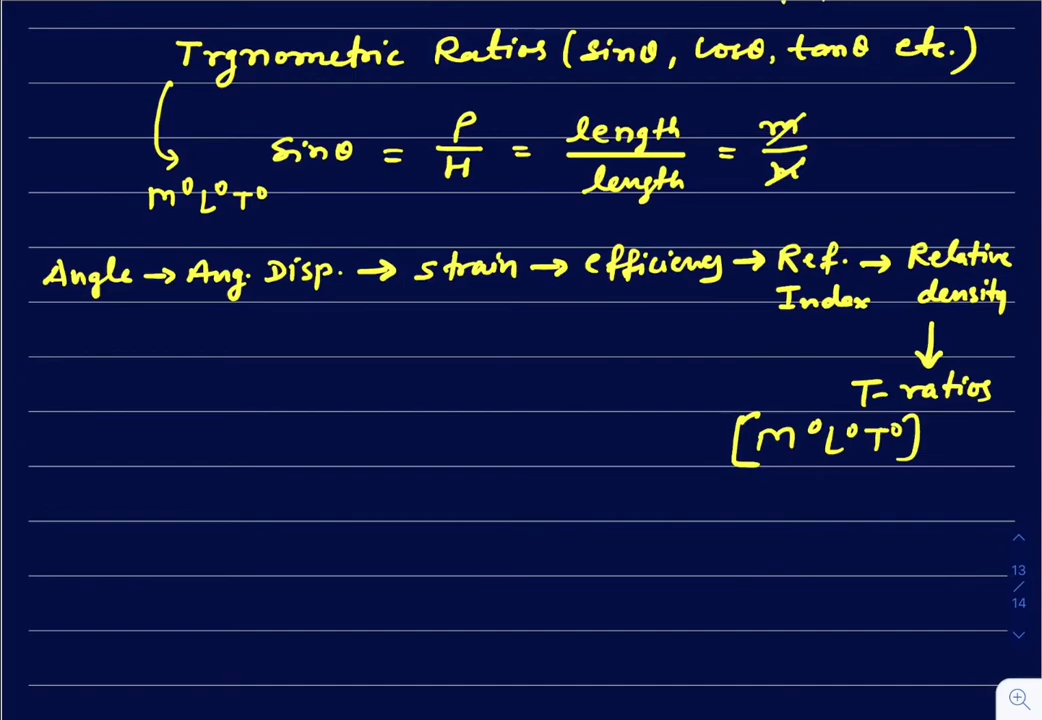 Trgnometric Ratios (sinθ, cosθ, tanθ etc.)
sinθ = P/H = length/length = m/m
M⁰L⁰T⁰
Angle → Ang. Disp. → strain → efficiency → Ref. Index → Relative density
↓
T-ratios
[M⁰L⁰T⁰]
13
/
14